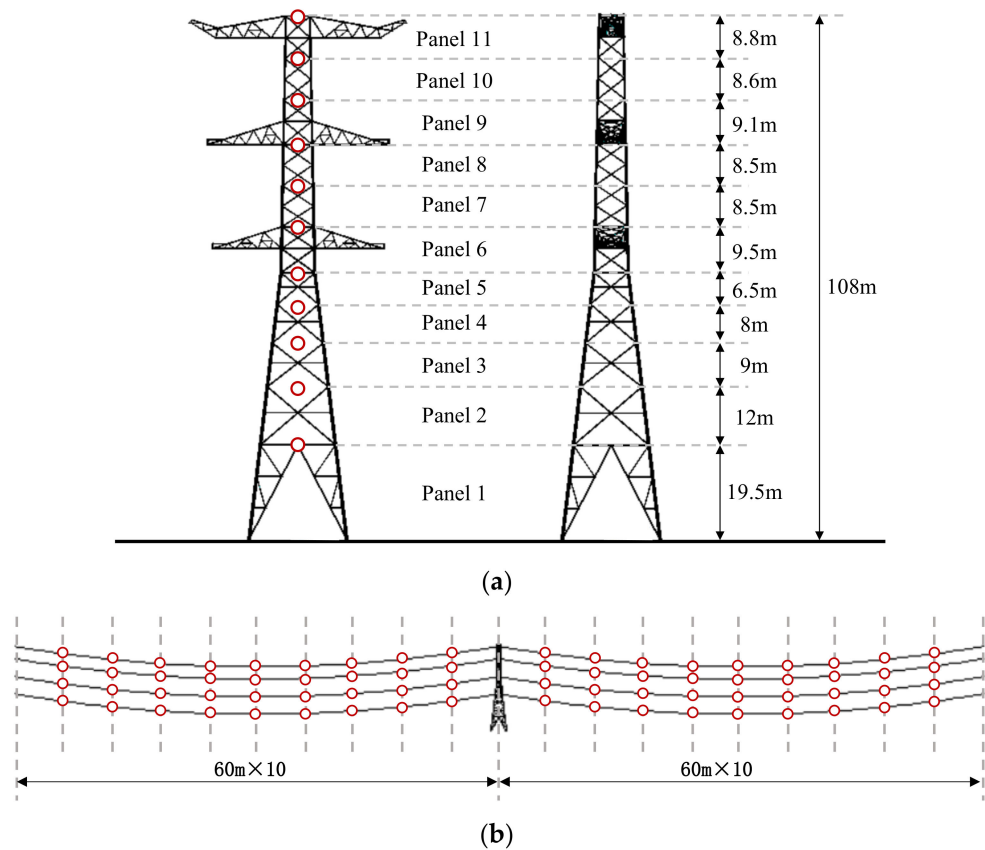 Panel 11 8.8m
Panel 10 8.6m
Panel 9 9.1m
Panel 8 8.5m
Panel 7 8.5m
Panel 6 9.5m
Panel 5 6.5m
108m
Panel 4 8m
Panel 3 9m
Panel 2 12m
Panel 1 19.5m
(a)
60m×10 60m×10
(b)